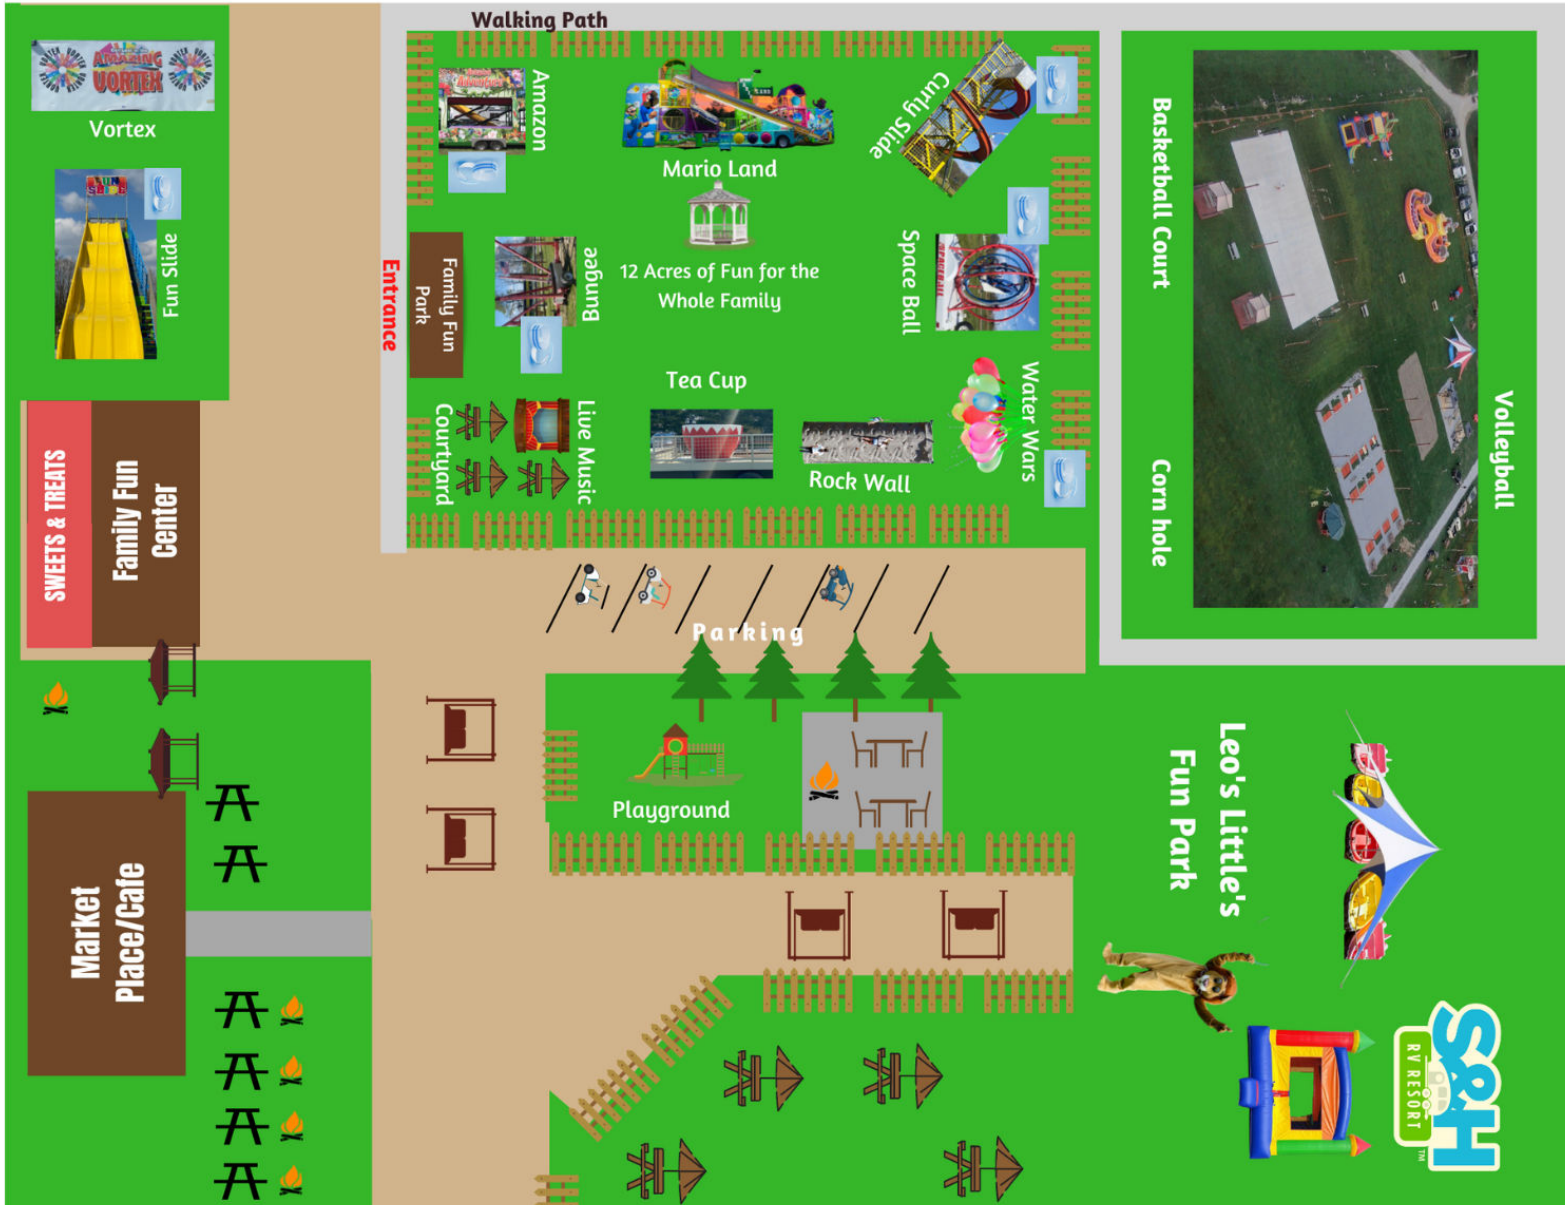 Walking Path
AMAZING
VORTEX
Vortex
FUN
SLIDE
Fun Slide
Entrance
Family Fun
Park
Amazon
Mario Land
Curly Slide
Bungee
12 Acres of Fun for the
Whole Family
Space Ball
Tea Cup
Rock Wall
Water Wars
Live Music
Courtyard
Basketball Court
Corn hole
Volleyball
SWEETS & TREATS
Family Fun
Center
Parking
Playground
Market
Place/Cafe
Leo's Little's
Fun Park
S&H
RV RESORT
TM